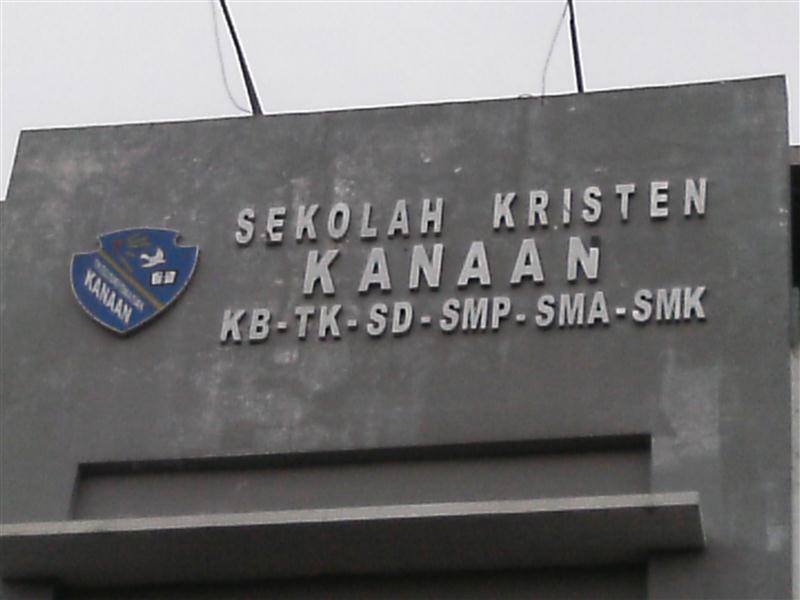 SEKOLAH KRISTEN
KANAAN
KB-TK-SD-SMP-SMA-SMK
KANAAN